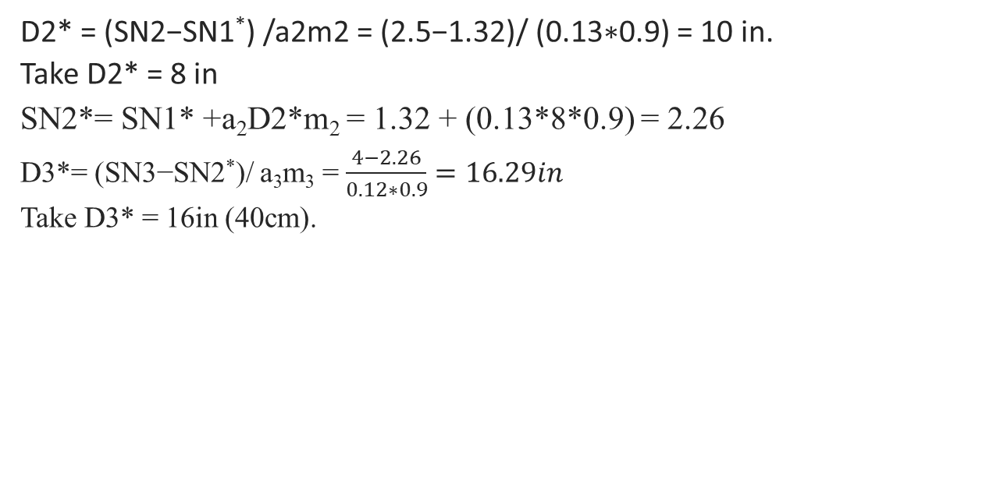 D2* = (SN2−SN1*) /a2m2 = (2.5−1.32)/ (0.13*0.9) = 10 in.
Take D2* = 8 in
SN2*= SN1* +a₂D2*m₂ = 1.32 + (0.13*8*0.9) = 2.26
D3*= (SN3−SN2*)/ a₃m₃ = 4−2.26/0.12*0.9 = 16.29in
Take D3* = 16in (40cm).